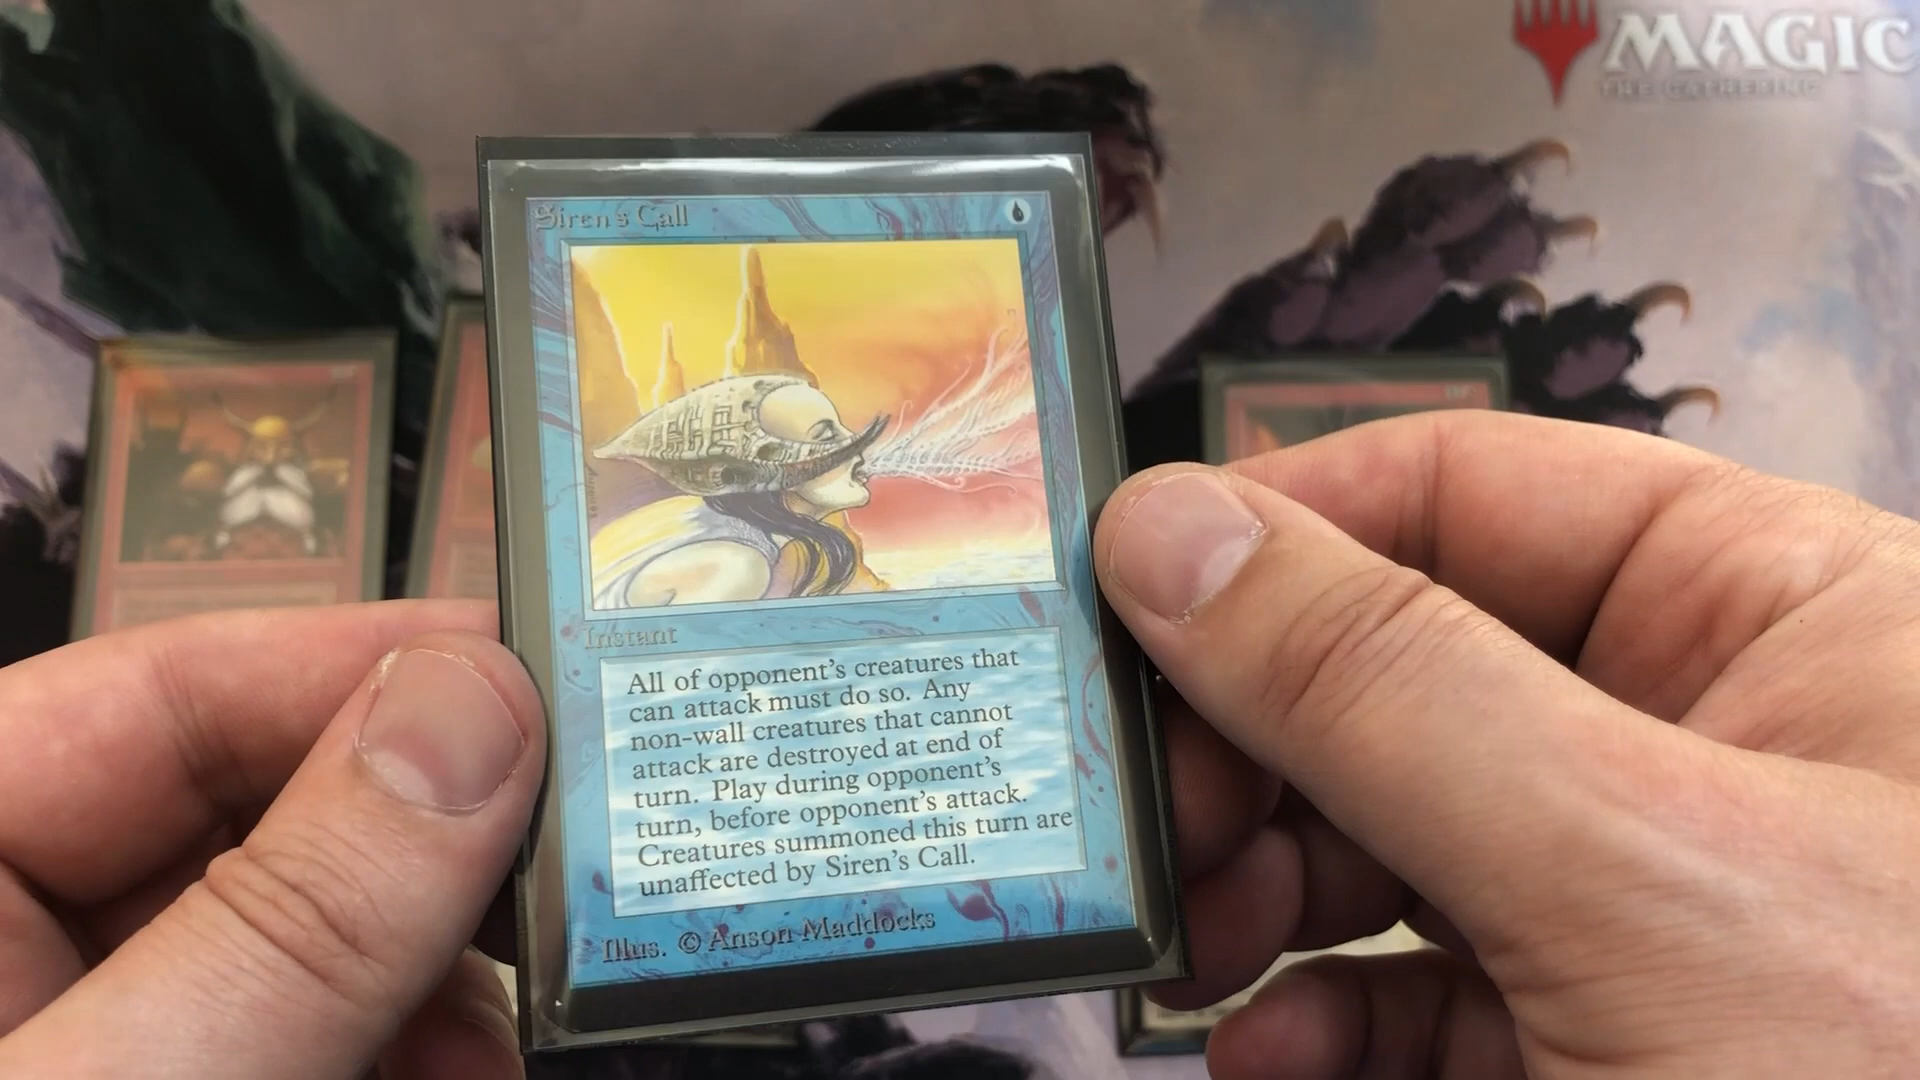 MAGIC
THE GATHERING
Siren's Call
Instant
All of opponent's creatures that
can attack must do so. Any
non-wall creatures that cannot
attack are destroyed at end of
turn. Play during opponent's
turn, before opponent's attack.
Creatures summoned this turn are
unaffected by Siren's Call.
Illus. © Anson Maddocks